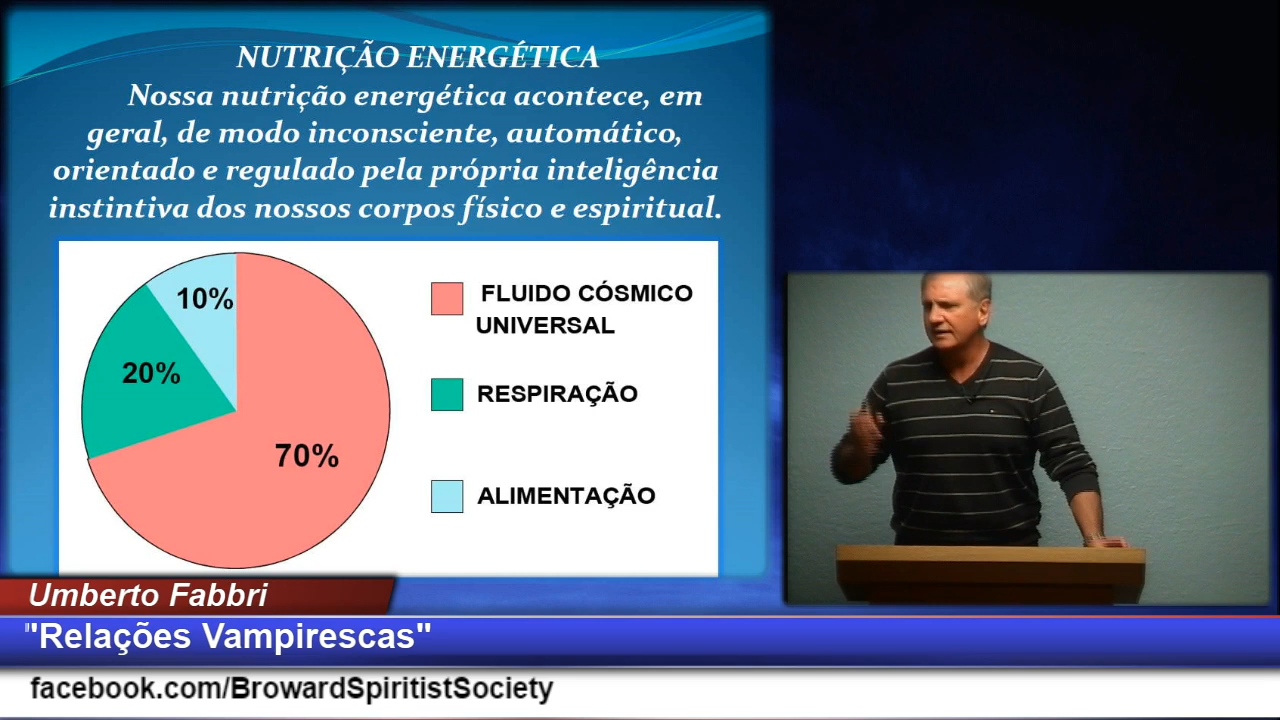 NUTRIÇÃO ENERGÉTICA
Nossa nutrição energética acontece, em
geral, de modo inconsciente, automático,
orientado e regulado pela própria inteligência
instintiva dos nossos corpos físico e espiritual.
10%
20%
70%
FLUIDO CÓSMICO
UNIVERSAL
RESPIRAÇÃO
ALIMENTAÇÃO
Umberto Fabbri
"Relações Vampirescas"
facebook.com/BrowardSpiritistSociety